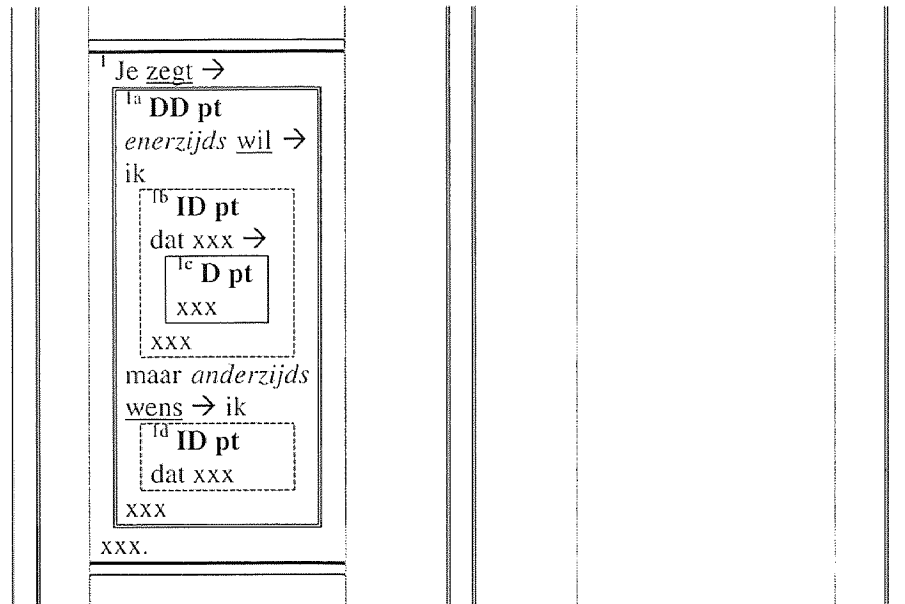 1 Je zegt →
1a DD pt
enerzijds wil →
ik
1b ID pt
dat xxx →
1c D pt
xxx
xxx
maar anderzijds
wens → ik
1d ID pt
dat xxx
xxx
xxx.